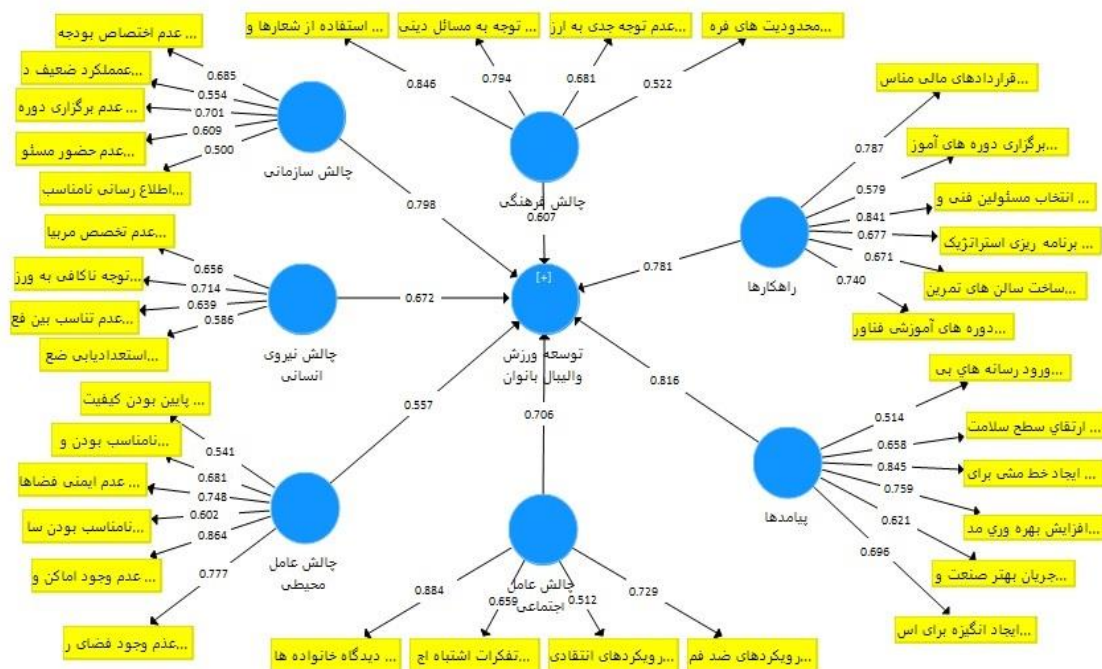 عدم اختصاص بودجه ...
عمملکرد ضعیف د...
عدم برگزاری دوره ...
عدم حضور مسئو...
اطلاع رسانی نامناسب...
0.685
0.554
0.701
0.609
0.500
چالش سازمانی
0.798
استفاده از شعارها و ...
توجه به مسائل دینی ...
عدم توجه جدی به ارز...
محدودیت های فره...
0.846
0.794
0.681
0.522
چالش فرهنگی
0.607
قراردادهای مالی مناس...
برگزاری دوره های آموز...
انتخاب مسئولین فنی و ...
برنامه ریزی استراتژیک ...
ساخت سالن های تمرین...
دوره های آموزشی فناور...
0.787
0.579
0.841
0.677
0.671
0.740
راهکارها
0.781
عدم تخصص مربیا...
توجه ناکافی به ورز...
عدم تناسب بین فع...
استعدادیابی ضع...
0.656
0.714
0.639
0.586
چالش نیروی
انسانی
0.672
[+]
توسعه ورزش
والیبال بانوان
پایین بودن کیفیت ...
نامناسب بودن و...
عدم ایمنی فضاها ...
نامناسب بودن سا...
عدم وجود اماکن و ...
عذم وجود فضای ر...
0.541
0.681
0.748
0.602
0.864
0.777
چالش عامل
محیطی
0.557
0.706
چالش عامل
اجتماعی
0.884
0.659
0.512
0.729
دیدگاه خانواده ها ...
تفکرات اشتباه اج...
رویکردهای انتقادی...
رویکردهای ضد فم...
0.816
پیامدها
0.514
0.658
0.845
0.759
0.621
0.696
ورود رسانه هاي بی...
ارتقاي سطح سلامت ...
ایجاد خط مشی برای ...
افزایش بهره وري مد...
جریان بهتر صنعت و...
ایجاد انگیزه برای اس...